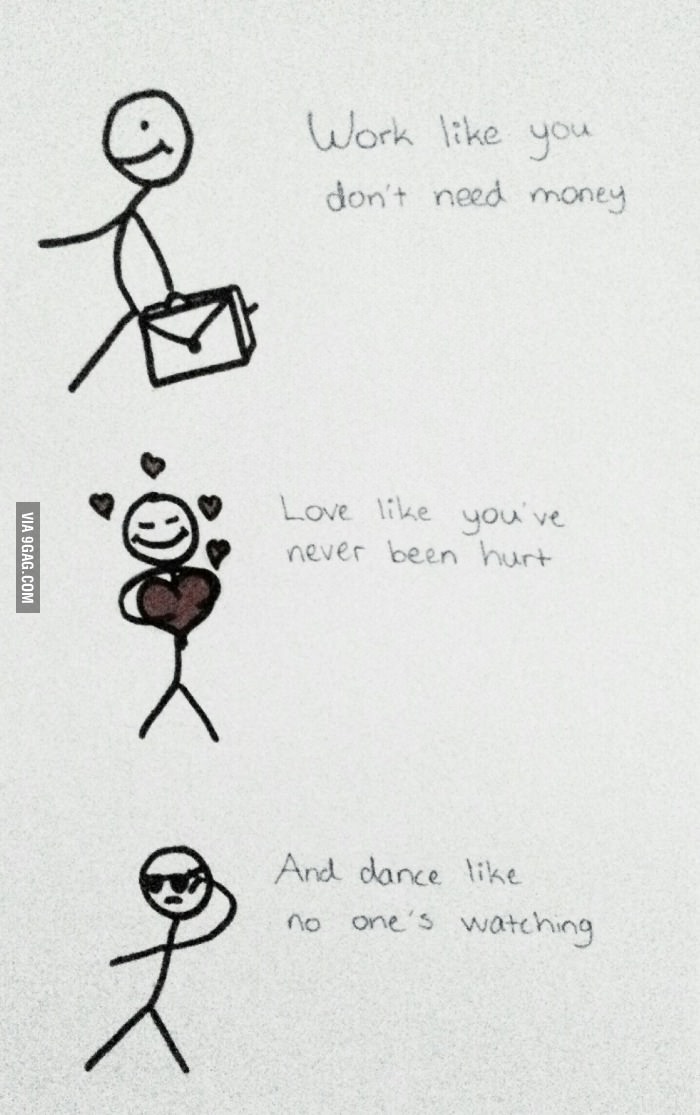 Work like you
don't need money
VIA 9GAG.COM
Love like you've
never been hurt
And dance like
no one's watching